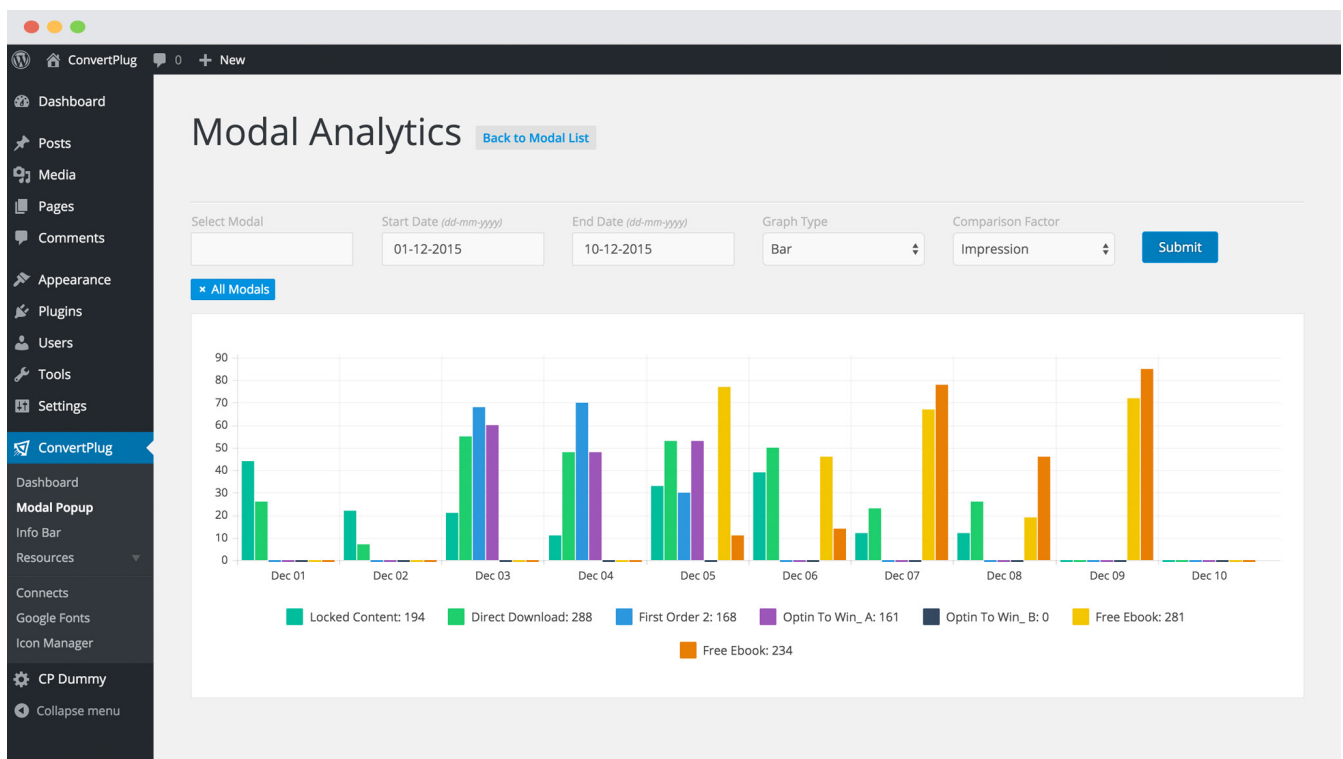 ConvertPlug 0 + New
Dashboard
Posts
Media
Pages
Comments
Appearance
Plugins
Users
Tools
Settings
ConvertPlug
Dashboard
Modal Popup
Info Bar
Resources
Connects
Google Fonts
Icon Manager
CP Dummy
Collapse menu
Modal Analytics Back to Modal List
Select Modal Start Date (dd-mm-yyyy) End Date (dd-mm-yyyy) Graph Type Comparison Factor
01-12-2015 10-12-2015 Bar Impression Submit
× All Modals
90
80
70
60
50
40
30
20
10
0
Dec 01 Dec 02 Dec 03 Dec 04 Dec 05 Dec 06 Dec 07 Dec 08 Dec 09 Dec 10
Locked Content: 194 Direct Download: 288 First Order 2: 168 Optin To Win_ A: 161 Optin To Win_ B: 0 Free Ebook: 281
Free Ebook: 234